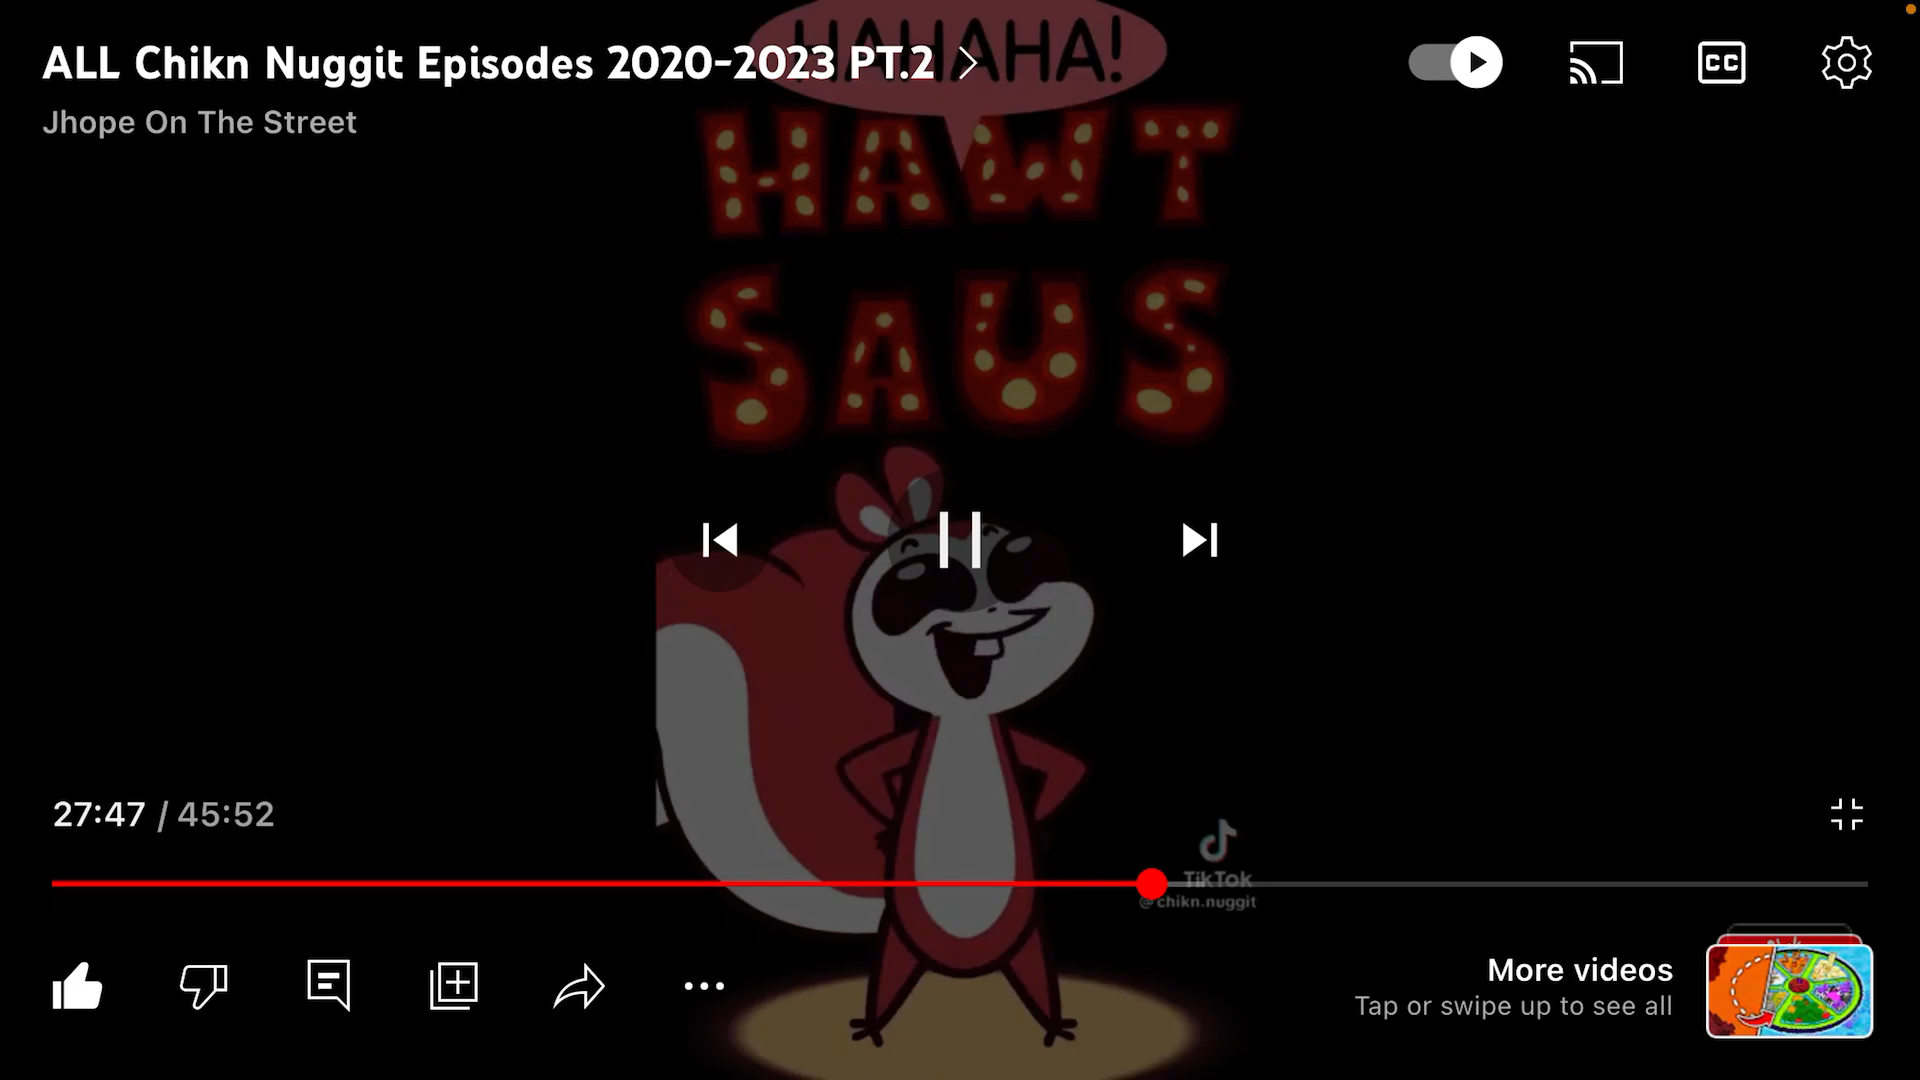 HAHAHA!
ALL Chikn Nuggit Episodes 2020-2023 PT.2
Jhope On The Street
CC
HAWT
SAUS
27:47 / 45:52
TikTok
@chikn.nuggit
More videos
Tap or swipe up to see all